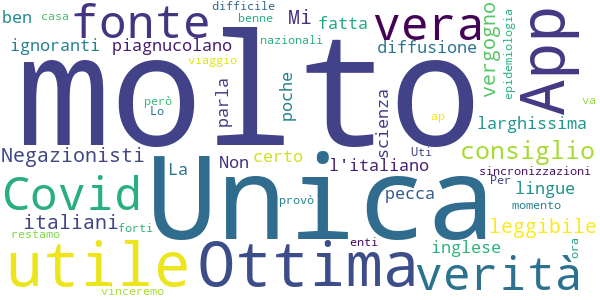 ben
casa
fonte
difficile
benne
Mi
fatta
vera
vergogno
epidemiologia
App
ignoranti
piagnucolano
nazionali
diffusione
viaggio
molto
però
Lo
parla
poche
scienza
va
larghissima
ap
Negazionisti
La
Non
certo
l'italiano
Uti
consiglio
sincronizzazioni
Per
Covid
Unica
pecca
lingue
momento
italiani
provò
leggibile
forti
restamo
utile
Ottima
enti
inglese
ora
verità
vinceremo